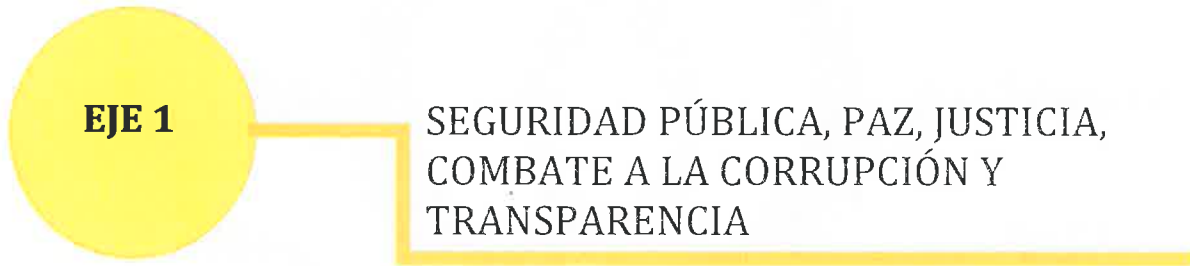 EJE 1
SEGURIDAD PÚBLICA, PAZ, JUSTICIA,
COMBATE A LA CORRUPCIÓN Y
TRANSPARENCIA